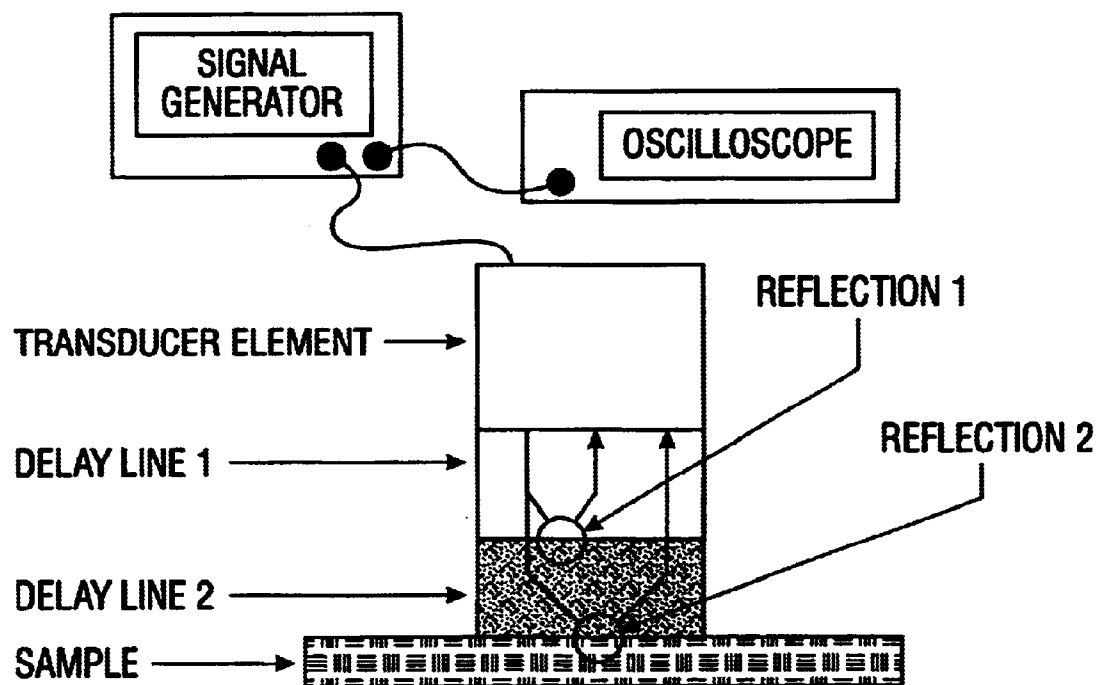 SIGNAL
GENERATOR
OSCILLOSCOPE
REFLECTION 1
TRANSDUCER ELEMENT
REFLECTION 2
DELAY LINE 1
DELAY LINE 2
SAMPLE